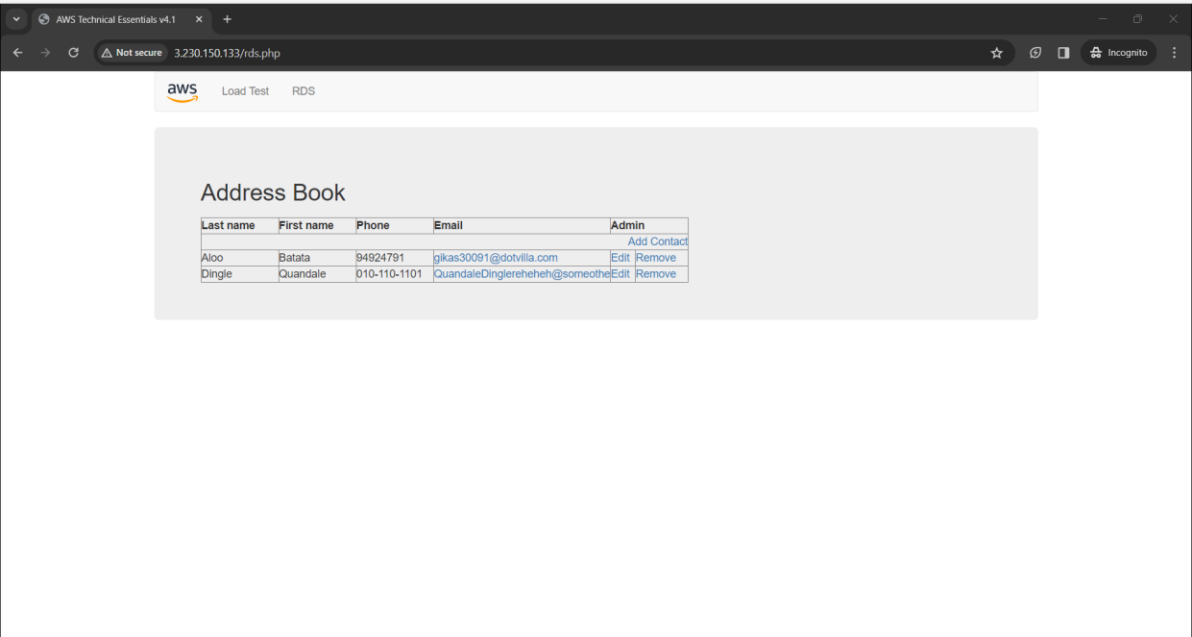 AWS Technical Essentials v4.1
Not secure 3.230.150.133/rds.php Incognito
aws Load Test RDS
Address Book
Last name First name Phone Email Admin
Add Contact
Aloo Batata 94924791 gikas30091@dotvilla.com Edit Remove
Dingle Quandale 010-110-1101 QuandaleDinglereheheh@someothe Edit Remove